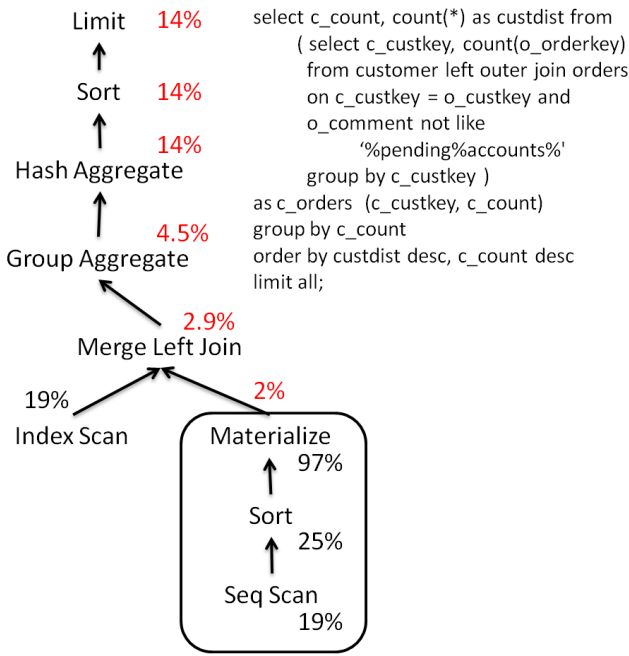 Limit 14%
Sort 14%
14%
Hash Aggregate
4.5%
Group Aggregate
2.9%
Merge Left Join
19%
2%
Index Scan
Materialize
97%
Sort
25%
Seq Scan
19%
select c_count, count(*) as custdist from
( select c_custkey, count(o_orderkey)
from customer left outer join orders
on c_custkey = o_custkey and
o_comment not like
‘%pending%accounts%'
group by c_custkey )
as c_orders (c_custkey, c_count)
group by c_count
order by custdist desc, c_count desc
limit all;